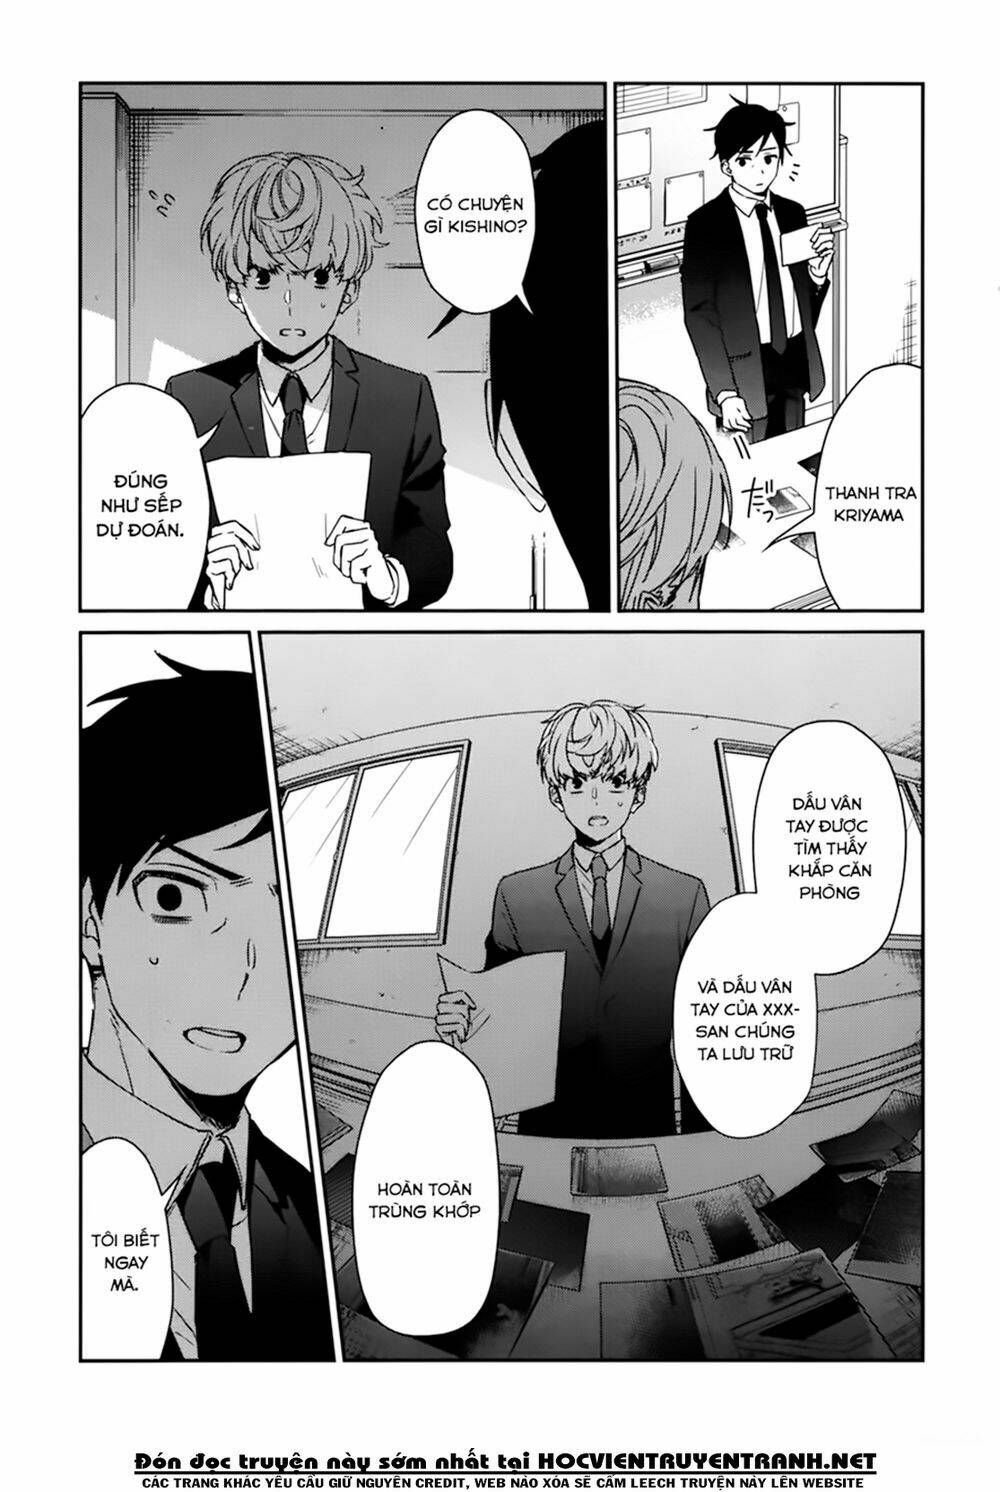 THANH TRA
KRIYAMA
CÓ CHUYỆN
GÌ KISHINO?
ĐÚNG
NHƯ SẾP
DỰ ĐOÁN.
DẤU VÂN
TAY ĐƯỢC
TÌM THẤY
KHẮP CĂN
PHÒNG
VÀ DẤU VÂN
TAY CỦA XXX-
SAN CHÚNG
TA LƯU TRỮ
HOÀN TOÀN
TRÙNG KHỚP
TÔI BIẾT
NGAY
MÀ.
Đón đọc truyện này sớm nhất tại HOCVIENTRUYENTRANH.NET
CÁC TRANG KHÁC YÊU CẦU GIỮ NGUYÊN CREDIT, WEB NÀO XÓA SẼ CẤM LEECH TRUYỆN NÀY LÊN WEBSITE